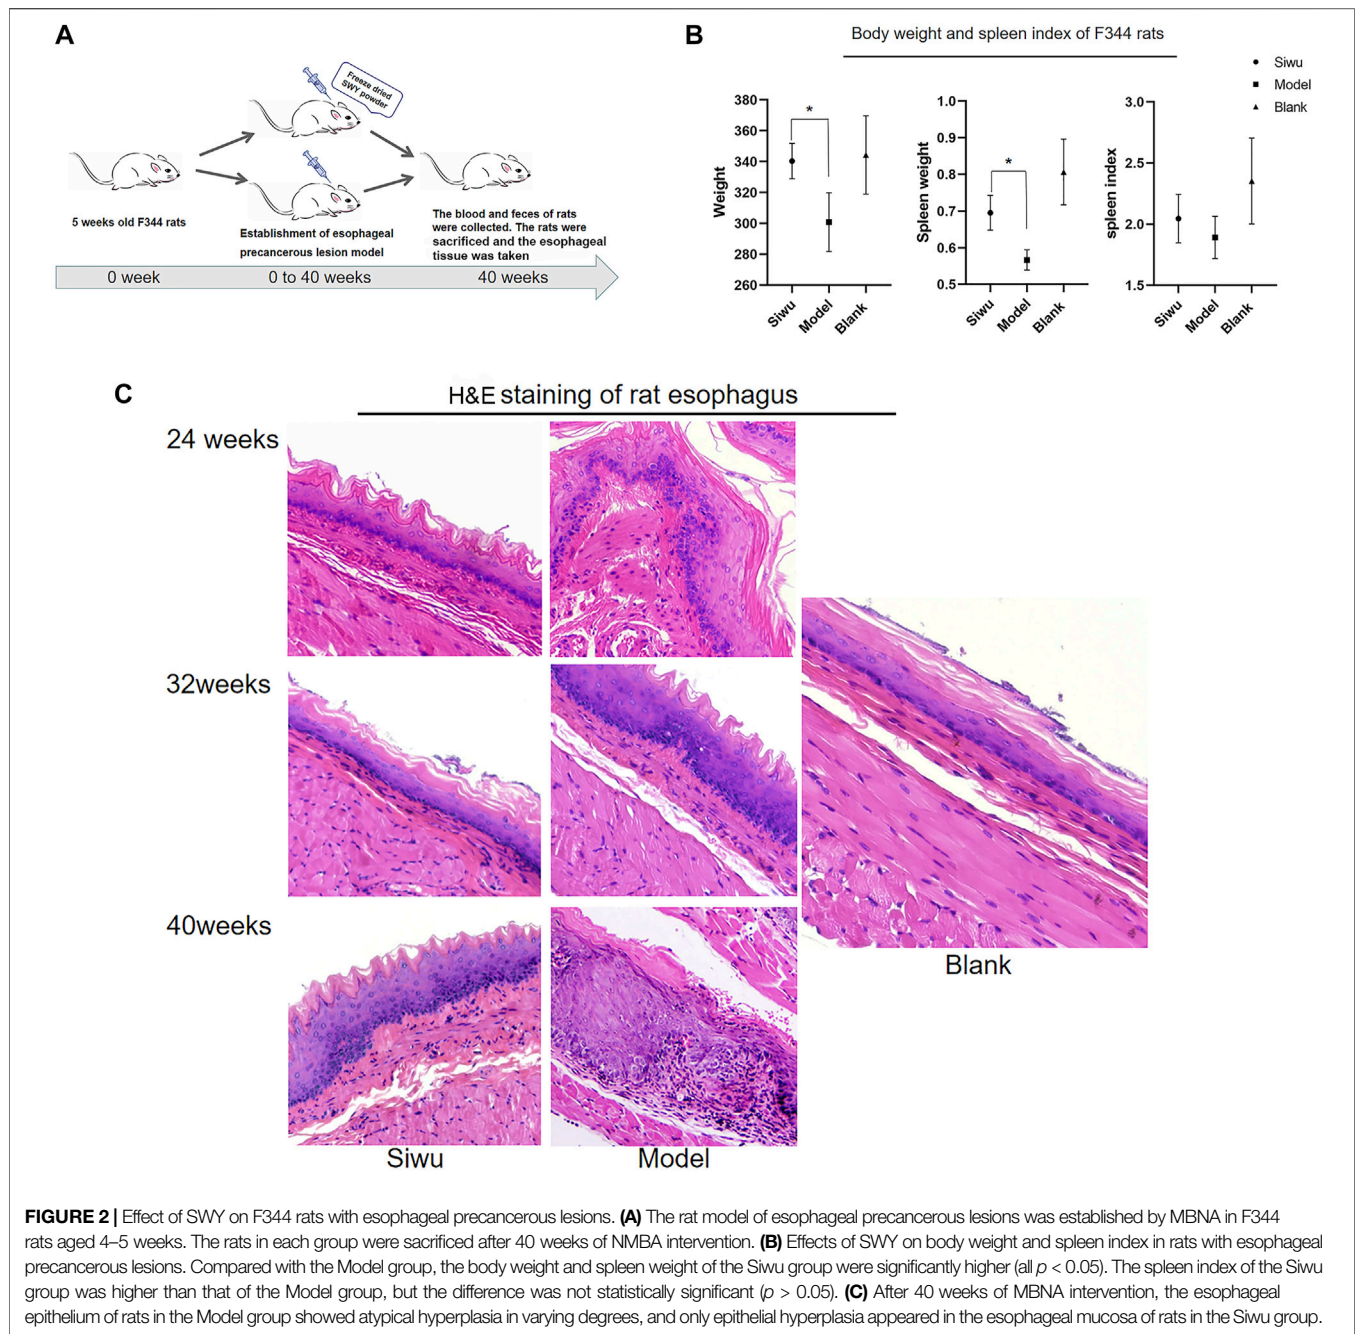 A
Freeze dried
SWY powder
5 weeks old F344 rats
Establishment of esophageal
precancerous lesion model
The blood and feces of rats
were collected. The rats were
sacrificed and the esophageal
tissue was taken
0 week
0 to 40 weeks
40 weeks
B
Body weight and spleen index of F344 rats
Siwu
Model
Blank
Weight
380
360
340
320
300
280
260
*
Siwu
Model
Blank
Spleen weight
1.0
0.9
0.8
0.7
0.6
0.5
*
Siwu
Model
Blank
spleen index
3.0
2.5
2.0
1.5
Siwu
Model
Blank
C
H&E staining of rat esophagus
24 weeks
32weeks
40weeks
Siwu
Model
Blank
FIGURE 2 | Effect of SWY on F344 rats with esophageal precancerous lesions. (A) The rat model of esophageal precancerous lesions was established by MBNA in F344
rats aged 4–5 weeks. The rats in each group were sacrificed after 40 weeks of NMBA intervention. (B) Effects of SWY on body weight and spleen index in rats with esophageal
precancerous lesions. Compared with the Model group, the body weight and spleen weight of the Siwu group were significantly higher (all p < 0.05). The spleen index of the Siwu
group was higher than that of the Model group, but the difference was not statistically significant (p > 0.05). (C) After 40 weeks of MBNA intervention, the esophageal
epithelium of rats in the Model group showed atypical hyperplasia in varying degrees, and only epithelial hyperplasia appeared in the esophageal mucosa of rats in the Siwu group.